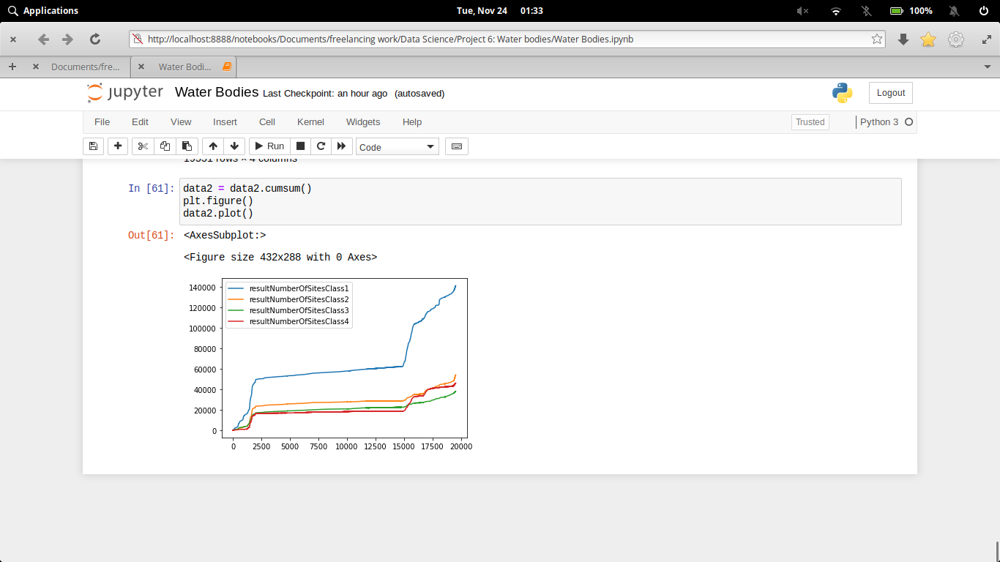 Applications
Tue, Nov 24 01:33
100%
http://localhost:8888/notebooks/Documents/freelancing work/Data Science/Project 6: Water bodies/Water Bodies.ipynb
Documents/fre...
Water Bodi...
jupyter Water Bodies Last Checkpoint: an hour ago (autosaved)
Logout
File Edit View Insert Cell Kernel Widgets Help
Trusted
Python 3
Run
Code
19551 rows × 4 columns
In [61]:
data2 = data2.cumsum()
plt.figure()
data2.plot()
Out[61]: <AxesSubplot:>
<Figure size 432x288 with 0 Axes>
resultNumberOfSitesClass1
resultNumberOfSitesClass2
resultNumberOfSitesClass3
resultNumberOfSitesClass4
140000
120000
100000
80000
60000
40000
20000
0
0 2500 5000 7500 10000 12500 15000 17500 20000